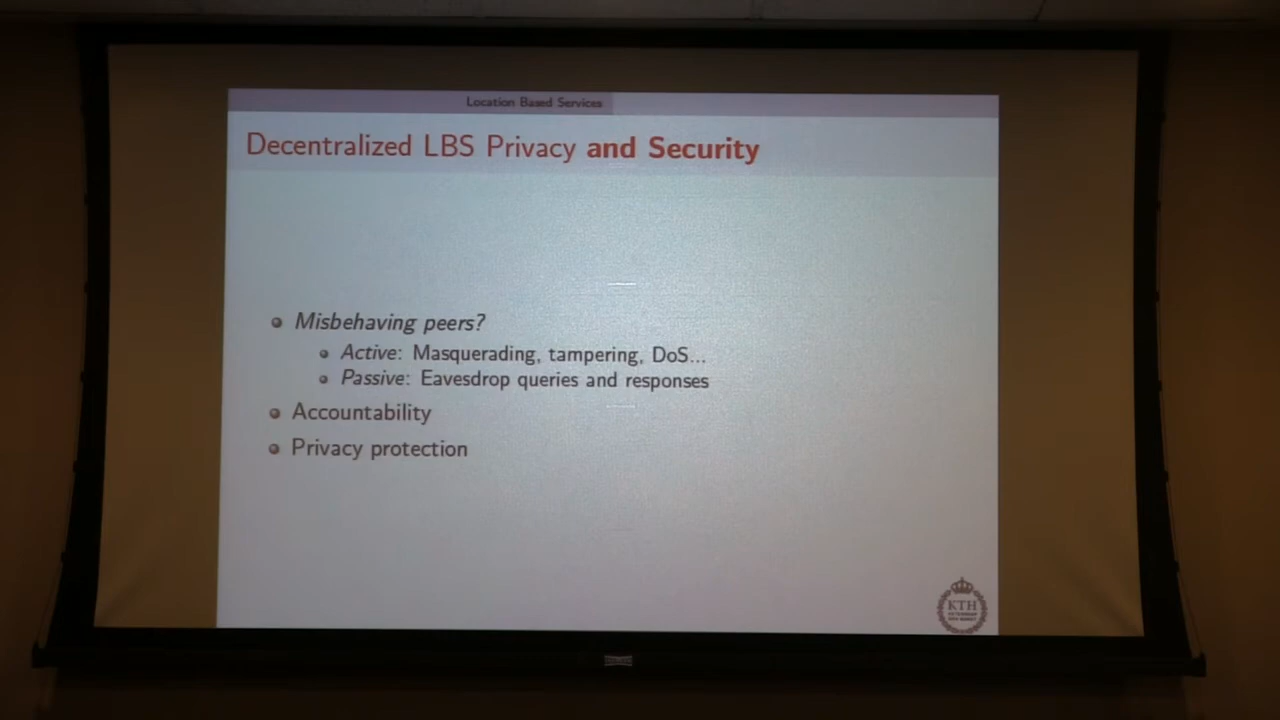 Location Based Services
Decentralized LBS Privacy and Security
Misbehaving peers?
Active: Masquerading, tampering, DoS...
Passive: Eavesdrop queries and responses
Accountability
Privacy protection
KTH